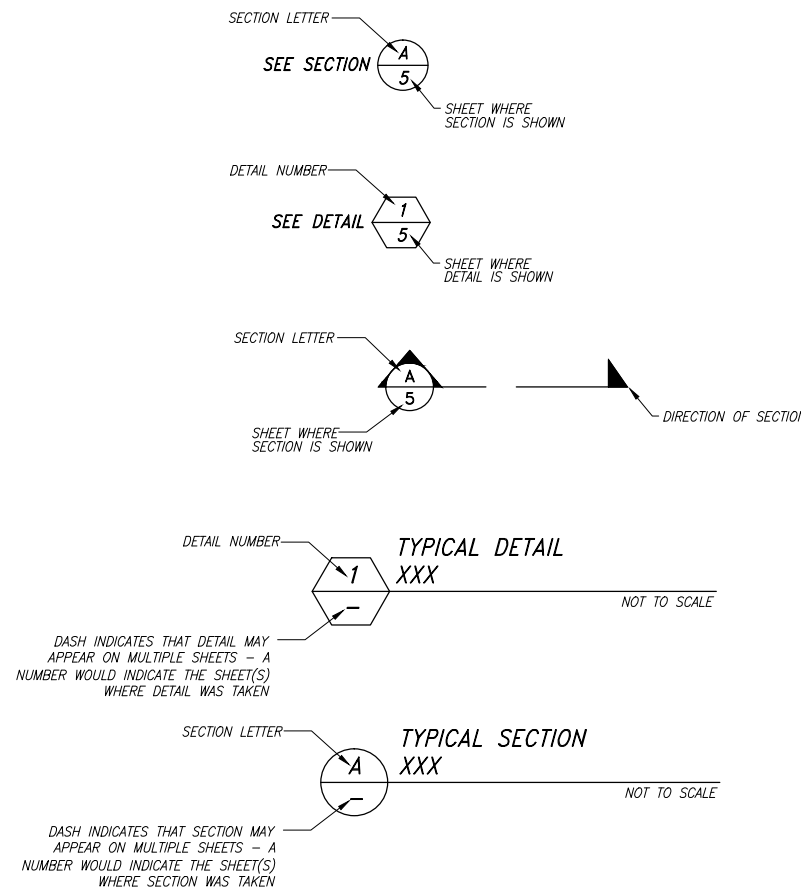 SECTION LETTER
A
SEE SECTION
5
SHEET WHERE
SECTION IS SHOWN
DETAIL NUMBER
1
SEE DETAIL
5
SHEET WHERE
DETAIL IS SHOWN
SECTION LETTER
A
5
DIRECTION OF SECTION
SHEET WHERE
SECTION IS SHOWN
DETAIL NUMBER
TYPICAL DETAIL
1
XXX
–
NOT TO SCALE
DASH INDICATES THAT DETAIL MAY
APPEAR ON MULTIPLE SHEETS – A
NUMBER WOULD INDICATE THE SHEET(S)
WHERE DETAIL WAS TAKEN
SECTION LETTER
TYPICAL SECTION
A
XXX
–
NOT TO SCALE
DASH INDICATES THAT SECTION MAY
APPEAR ON MULTIPLE SHEETS – A
NUMBER WOULD INDICATE THE SHEET(S)
WHERE SECTION WAS TAKEN